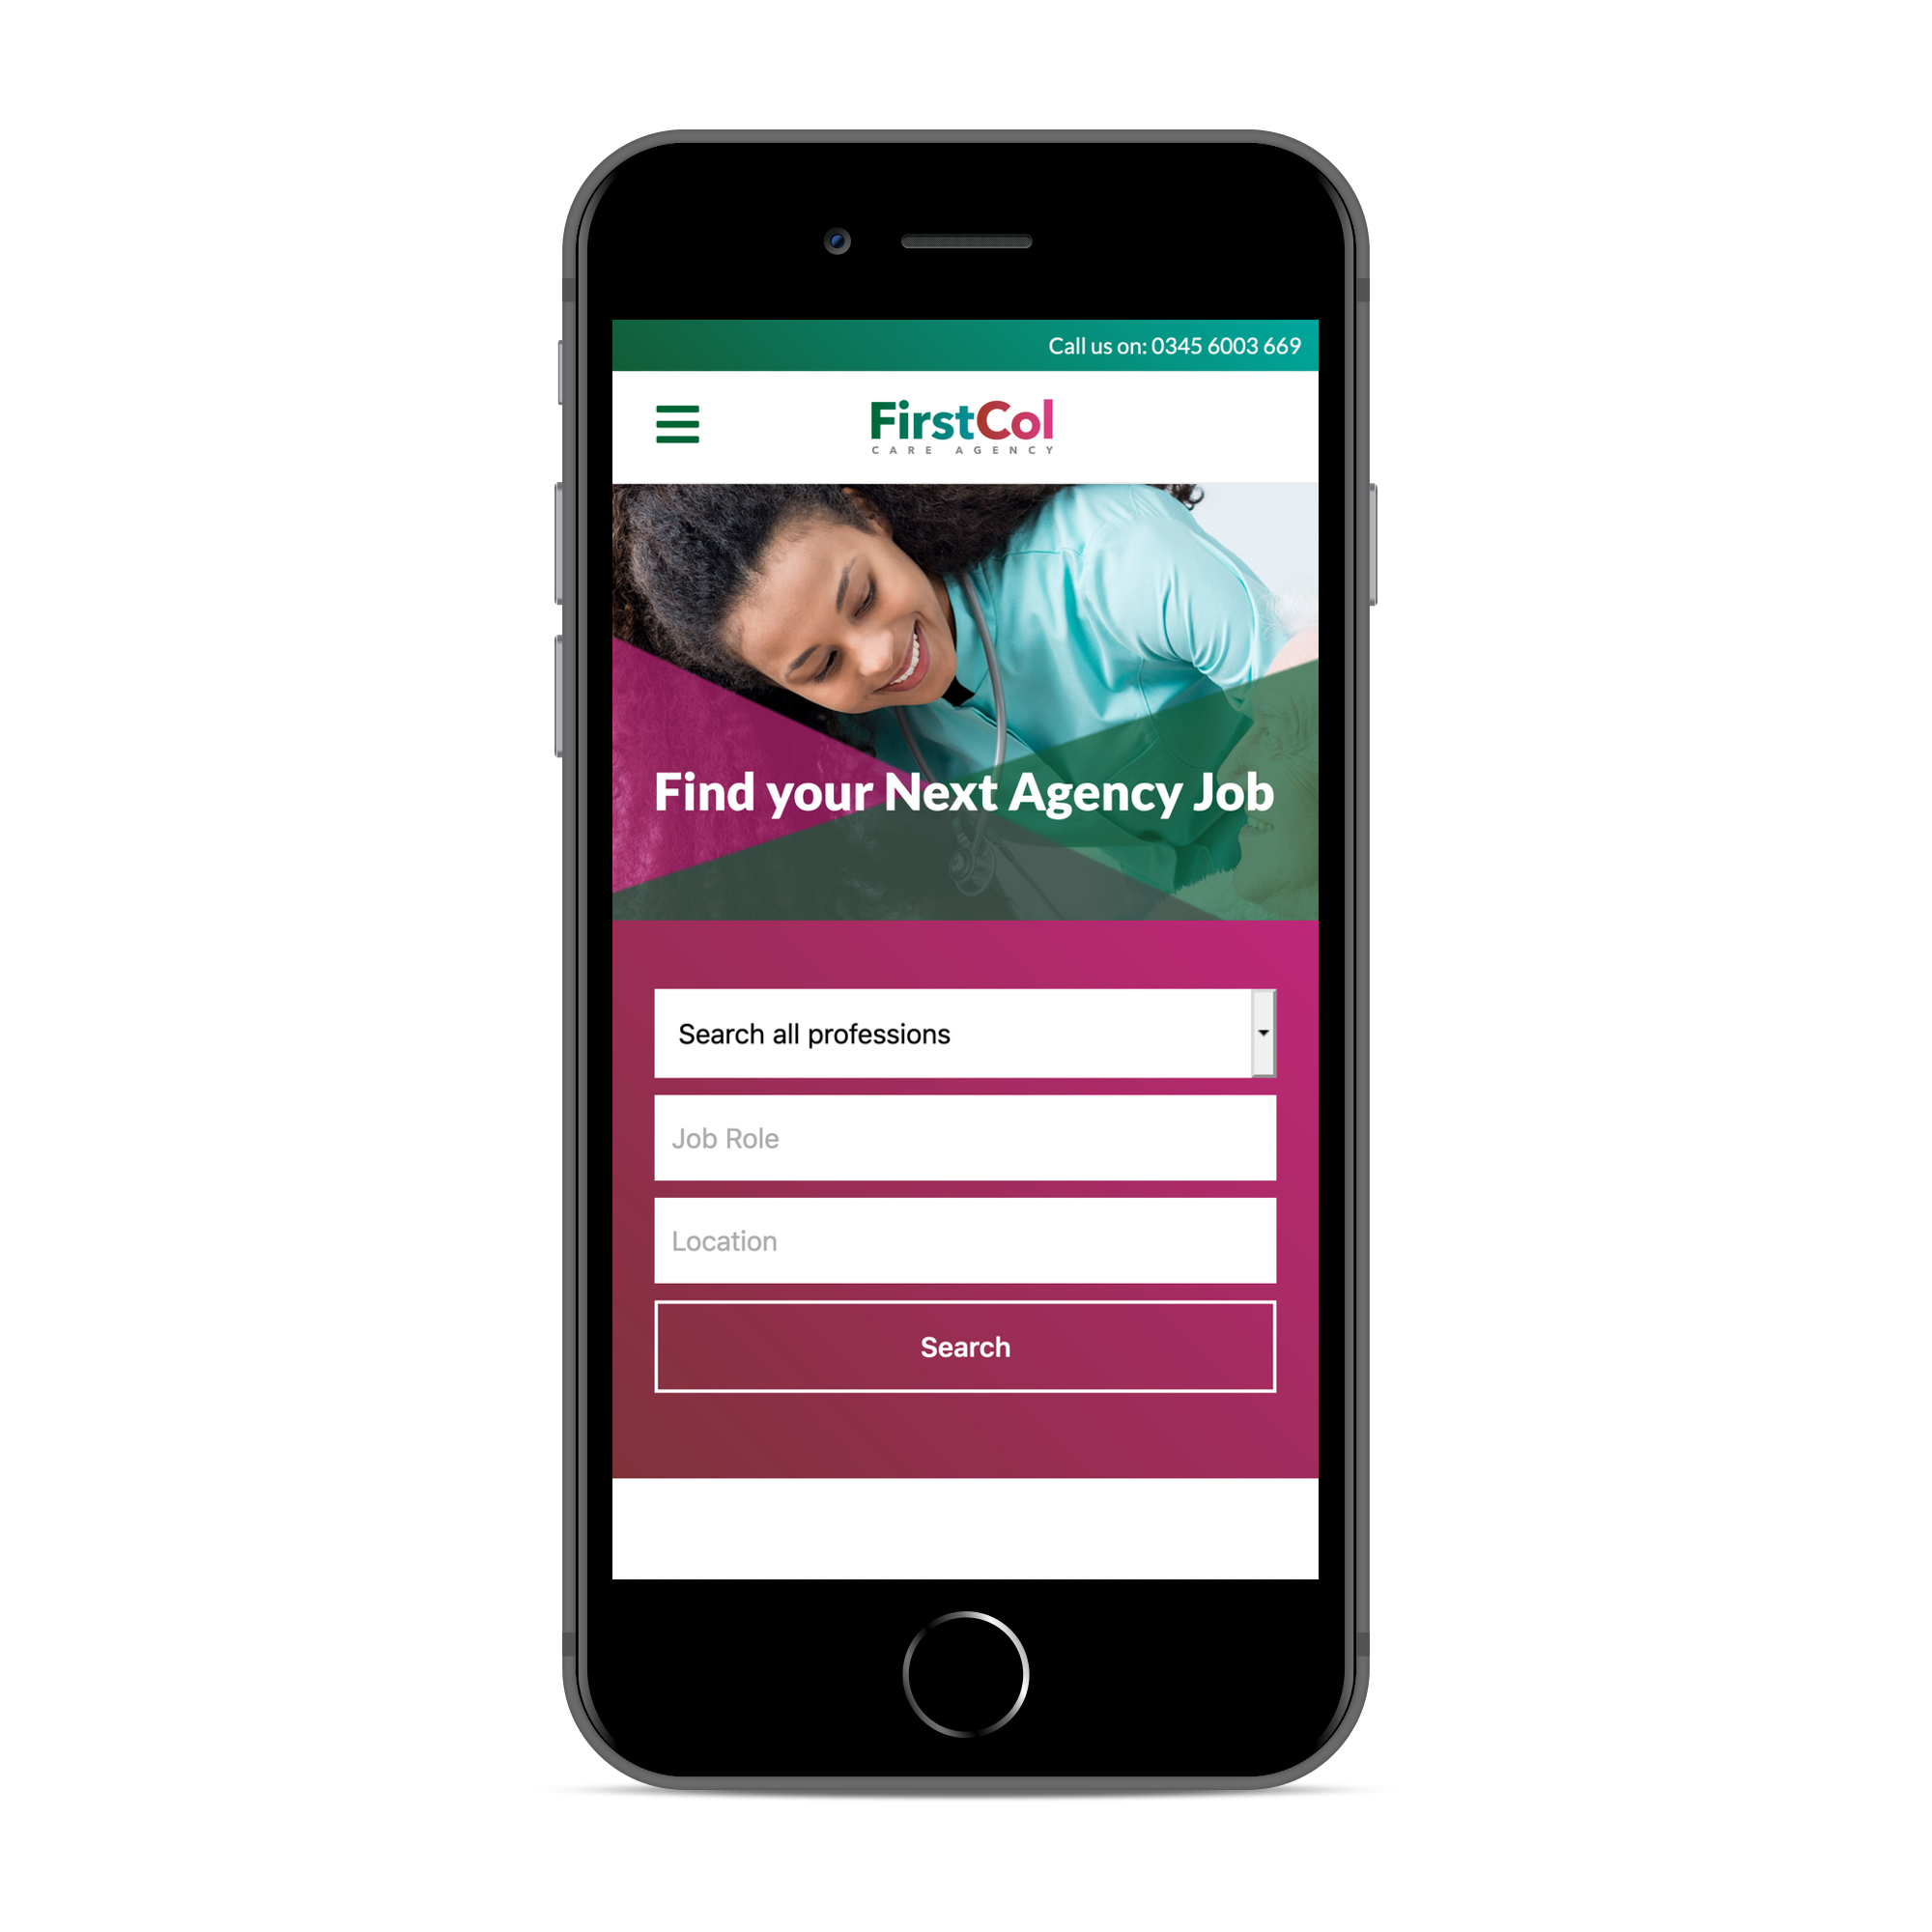 Call us on: 0345 6003 669
FirstCol
CARE AGENCY
Find your Next Agency Job
Search all professions
Job Role
Location
Search